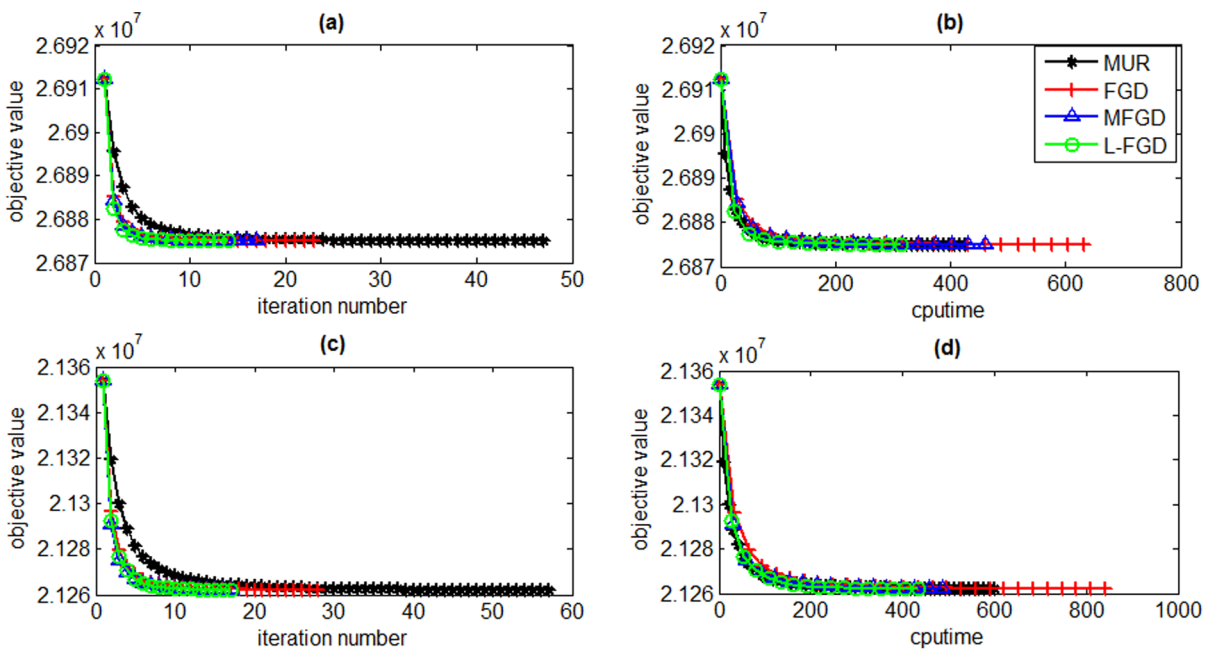 (a)
x 10^7
2.692
2.691
2.69
2.689
2.688
2.687
objective value
0 10 20 30 40 50
iteration number
(b)
x 10^7
2.692
2.691
2.69
2.689
2.688
2.687
objective value
0 200 400 600 800
cputime
MUR
FGD
MFGD
L-FGD
(c)
x 10^7
2.136
2.134
2.132
2.13
2.128
2.126
objective value
0 10 20 30 40 50 60
iteration number
(d)
x 10^7
2.136
2.134
2.132
2.13
2.128
2.126
objective value
0 200 400 600 800 1000
cputime